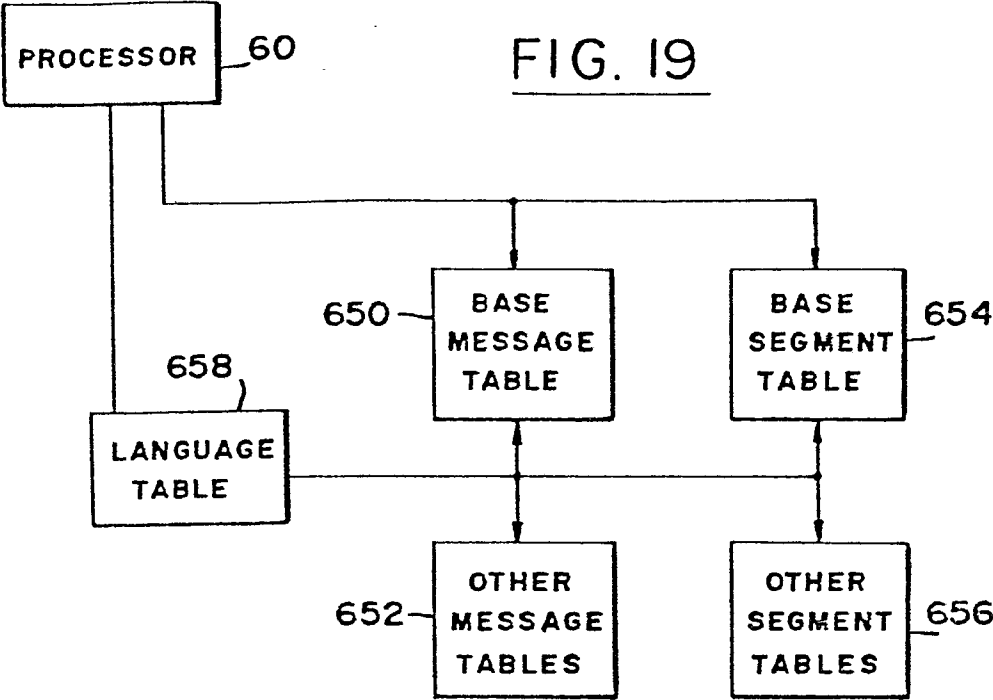 PROCESSOR
60
FIG. 19
650
BASE
MESSAGE
TABLE
BASE
SEGMENT
TABLE
654
658
LANGUAGE
TABLE
652
OTHER
MESSAGE
TABLES
OTHER
SEGMENT
TABLES
656